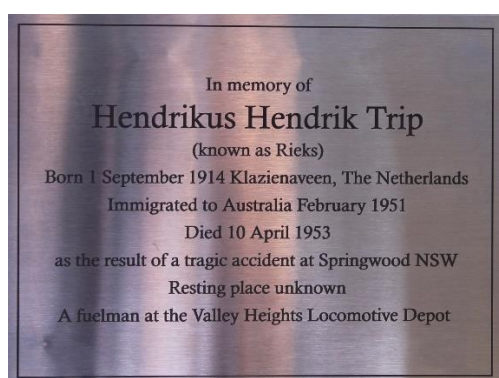 In memory of
Hendrikus Hendrik Trip
(known as Rieks)
Born 1 September 1914 Klazienaveen, The Netherlands
Immigrated to Australia February 1951
Died 10 April 1953
as the result of a tragic accident at Springwood NSW
Resting place unknown
A fuelman at the Valley Heights Locomotive Depot